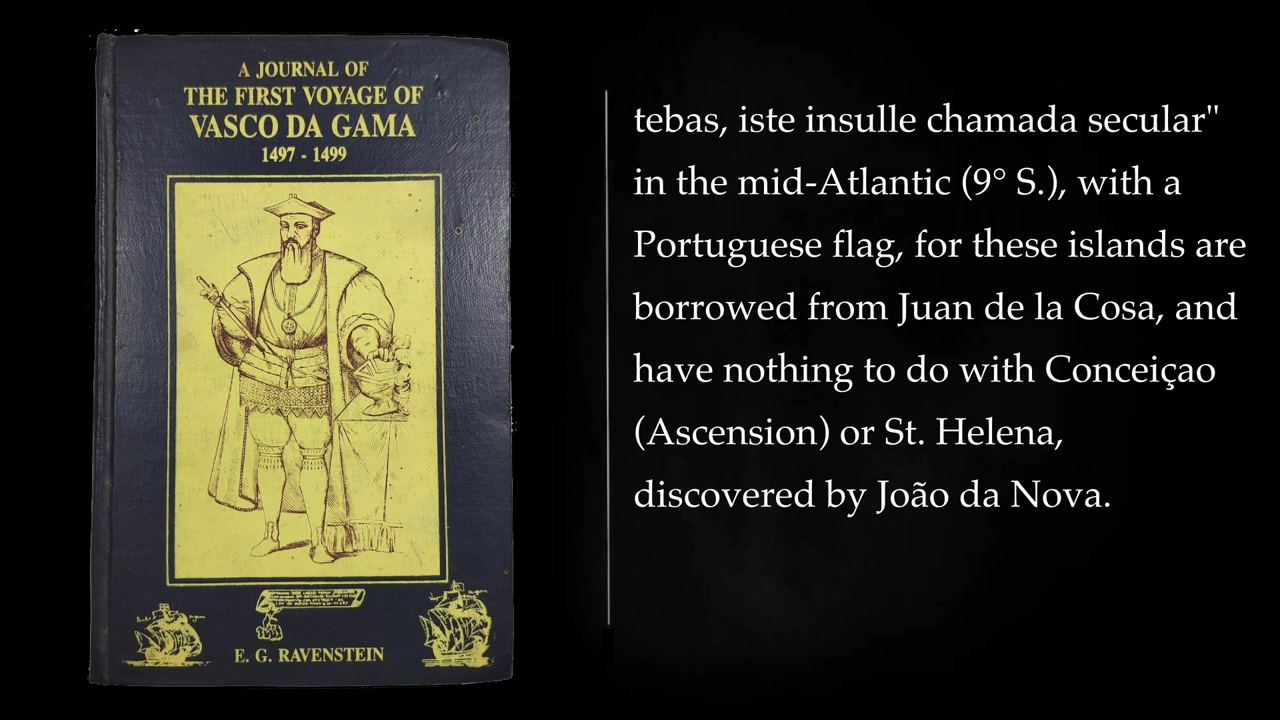 A JOURNAL OF
THE FIRST VOYAGE OF
VASCO DA GAMA
1497 - 1499
E. G. RAVENSTEIN
tebas, iste insulle chamada secular"
in the mid-Atlantic (9° S.), with a
Portuguese flag, for these islands are
borrowed from Juan de la Cosa, and
have nothing to do with Conceiçao
(Ascension) or St. Helena,
discovered by João da Nova.